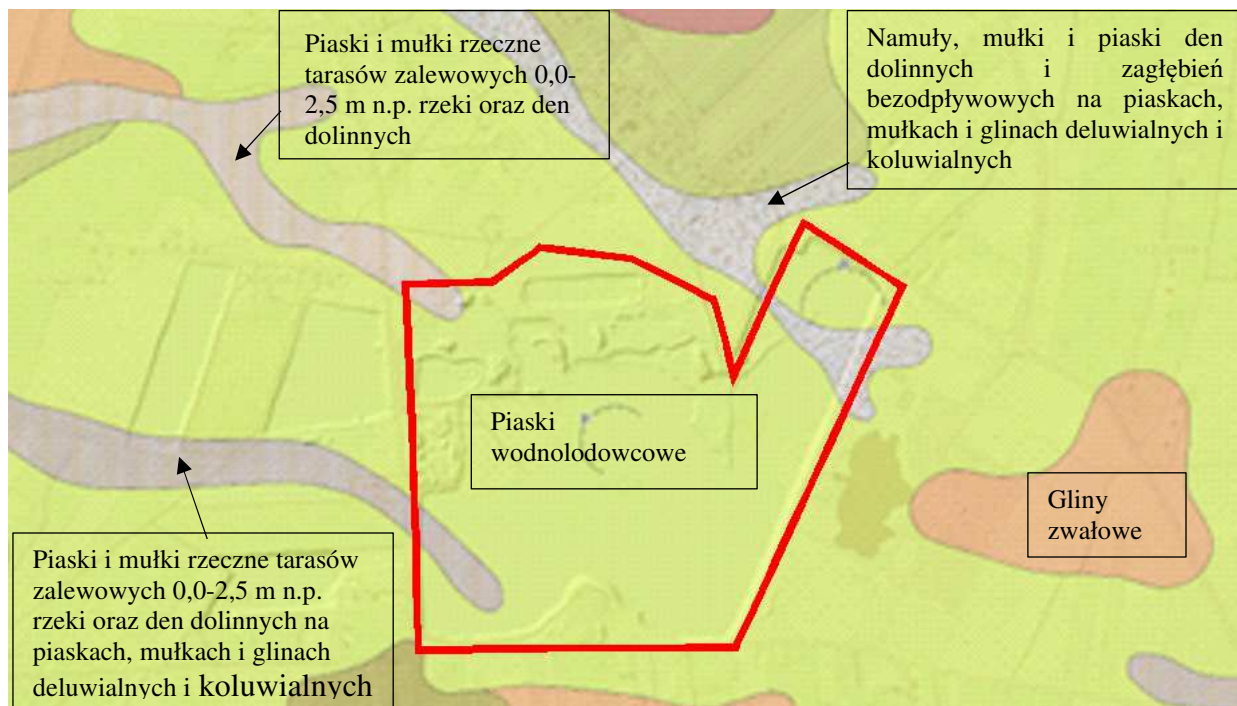 Piaski i mułki rzeczne
tarasów zalewowych 0,0-
2,5 m n.p. rzeki oraz den
dolinnych
Namuły, mułki i piaski den
dolinnych i zagłębień
bezodpływowych na piaskach,
mułkach i glinach deluwialnych i
koluwialnych
Piaski
wodnolodowcowe
Gliny
zwałowe
Piaski i mułki rzeczne tarasów
zalewowych 0,0-2,5 m n.p.
rzeki oraz den dolinnych na
piaskach, mułkach i glinach
deluwialnych i koluwialnych